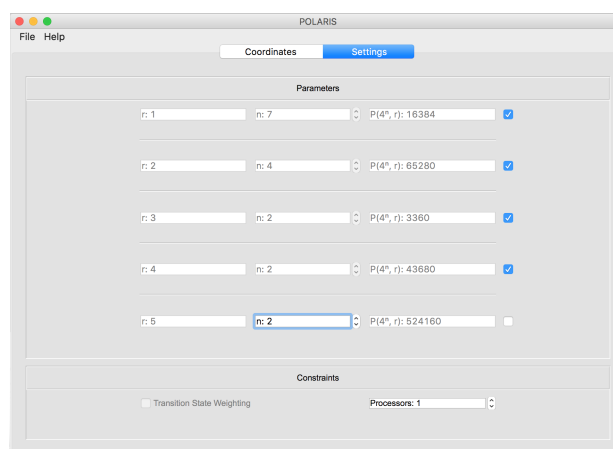 POLARIS
File Help
Coordinates Settings
Parameters
r: 1 n: 7 P(4ⁿ, r): 16384
r: 2 n: 4 P(4ⁿ, r): 65280
r: 3 n: 2 P(4ⁿ, r): 3360
r: 4 n: 2 P(4ⁿ, r): 43680
r: 5 n: 2 P(4ⁿ, r): 524160
Constraints
Transition State Weighting Processors: 1